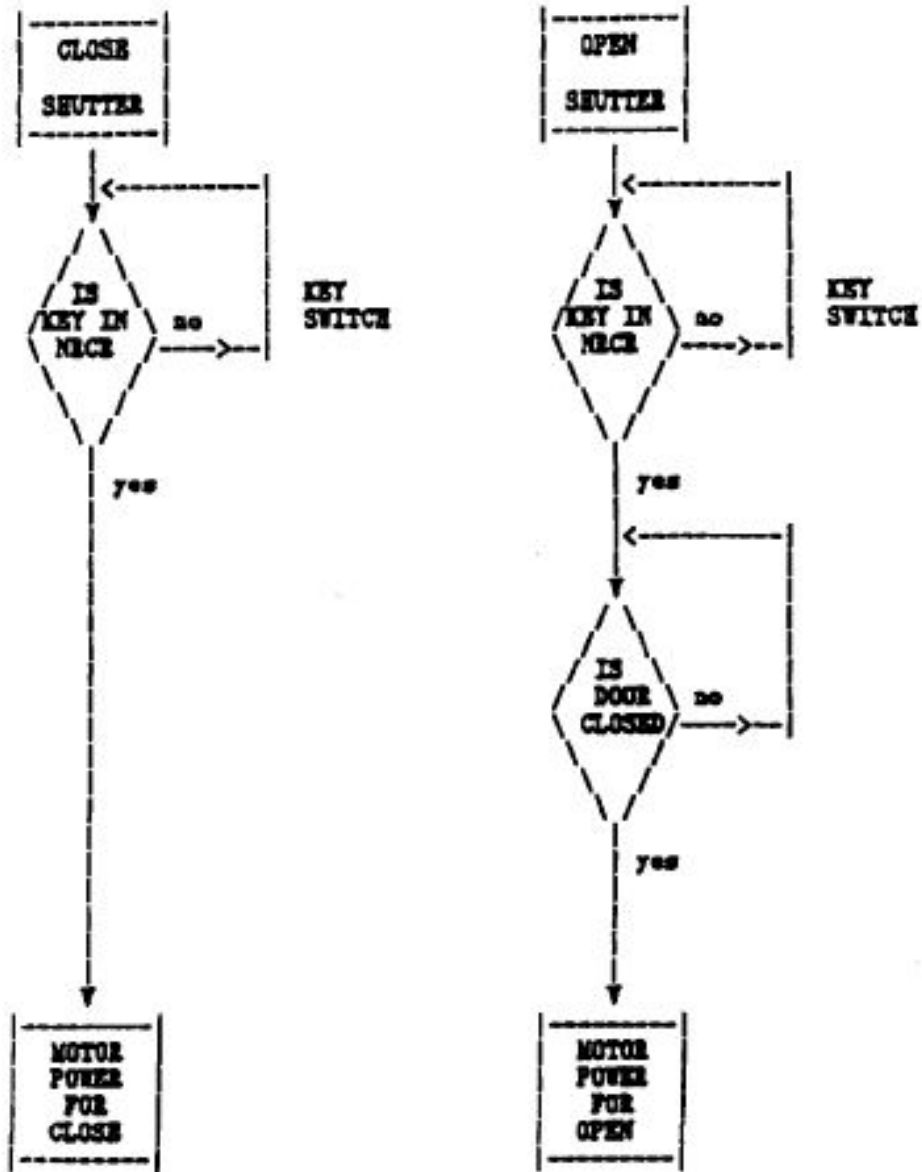 CLOSE
SHUTTER
IS
KEY IN
MRCR
no
KEY
SWITCH
yes
MOTOR
POWER
FOR
CLOSE
OPEN
SHUTTER
IS
KEY IN
MRCR
no
KEY
SWITCH
yes
IS
DOOR
CLOSED
no
yes
MOTOR
POWER
FOR
OPEN